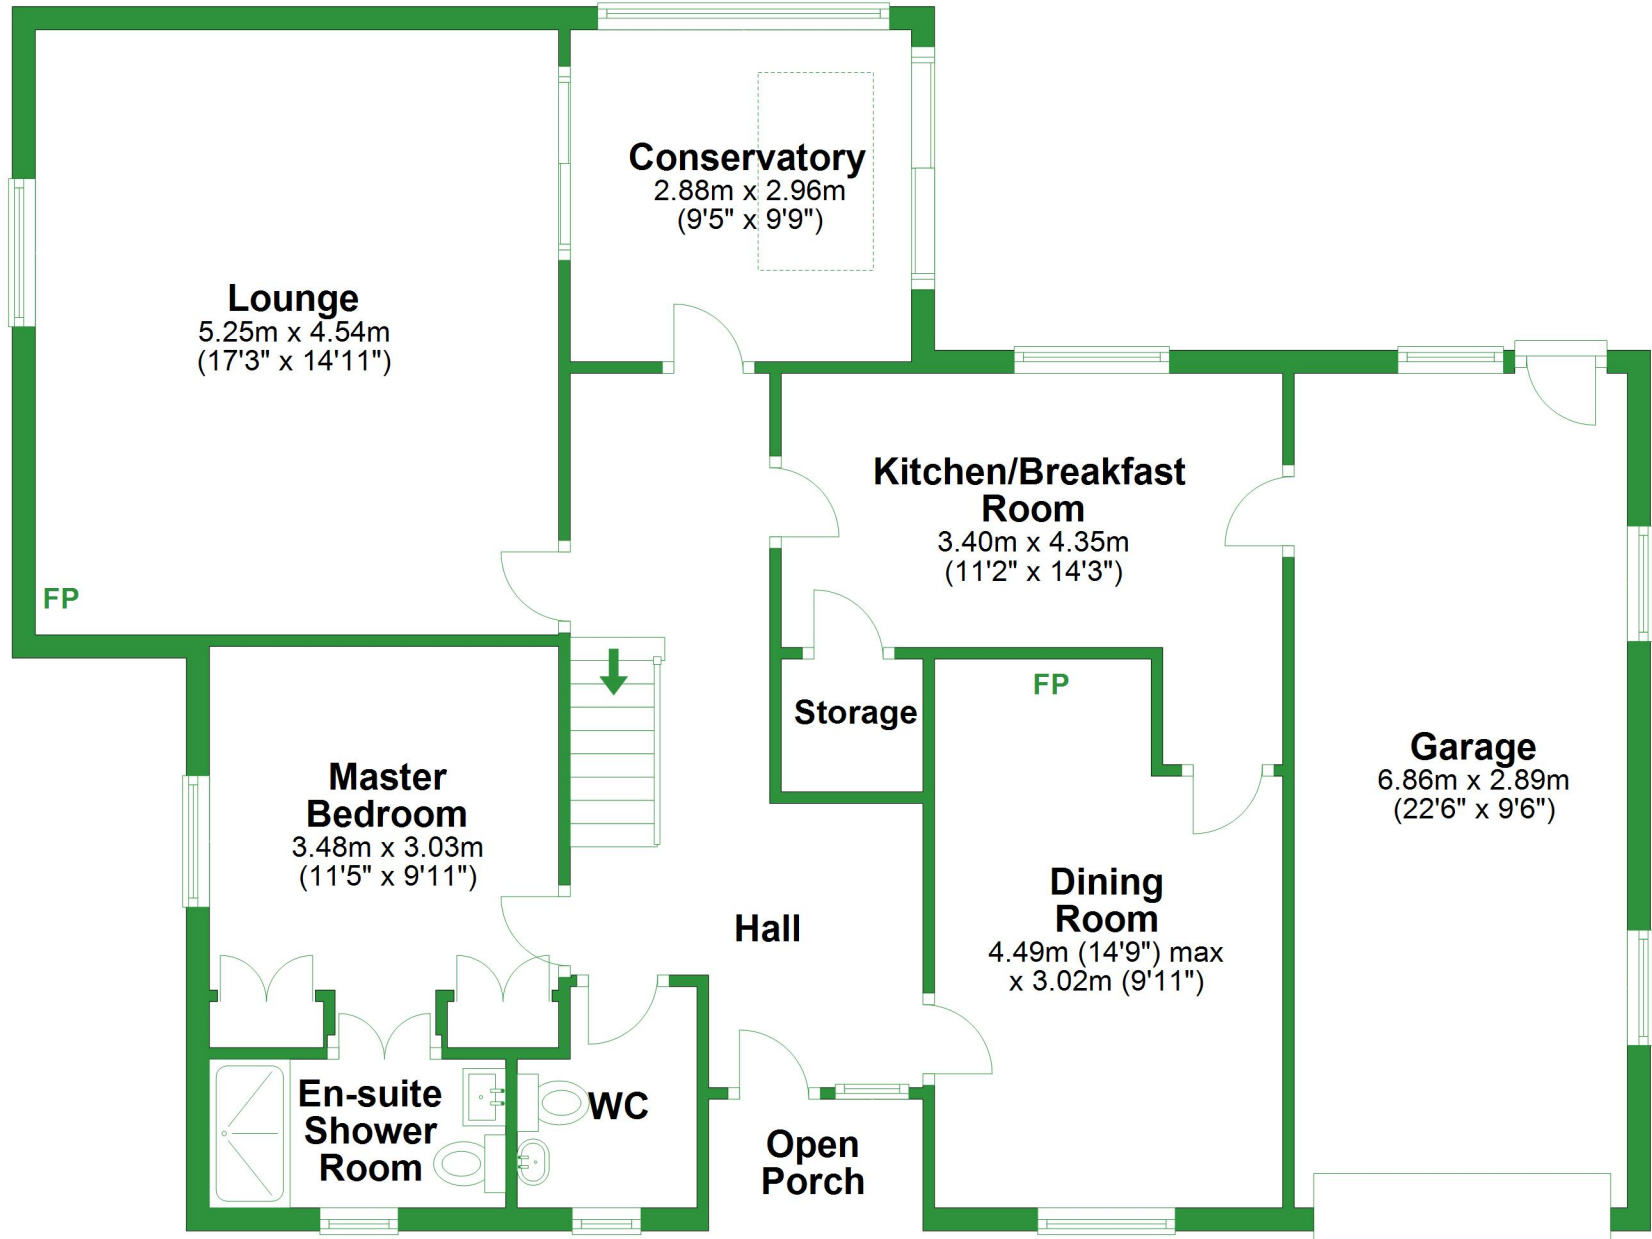 Conservatory
2.88m x 2.96m
(9'5" x 9'9")
Lounge
5.25m x 4.54m
(17'3" x 14'11")
FP
Kitchen/Breakfast
Room
3.40m x 4.35m
(11'2" x 14'3")
Storage
FP
Garage
6.86m x 2.89m
(22'6" x 9'6")
Master
Bedroom
3.48m x 3.03m
(11'5" x 9'11")
Hall
Dining
Room
4.49m (14'9") max
x 3.02m (9'11")
En-suite
Shower
Room
WC
Open
Porch